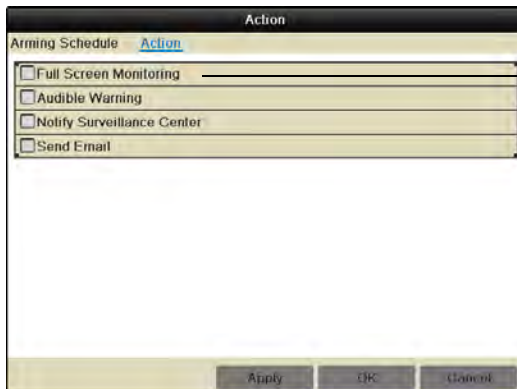 Action
Arming Schedule Action
Full Screen Monitoring
Audible Warning
Notify Surveillance Center
Send Email
Apply OK Cancel